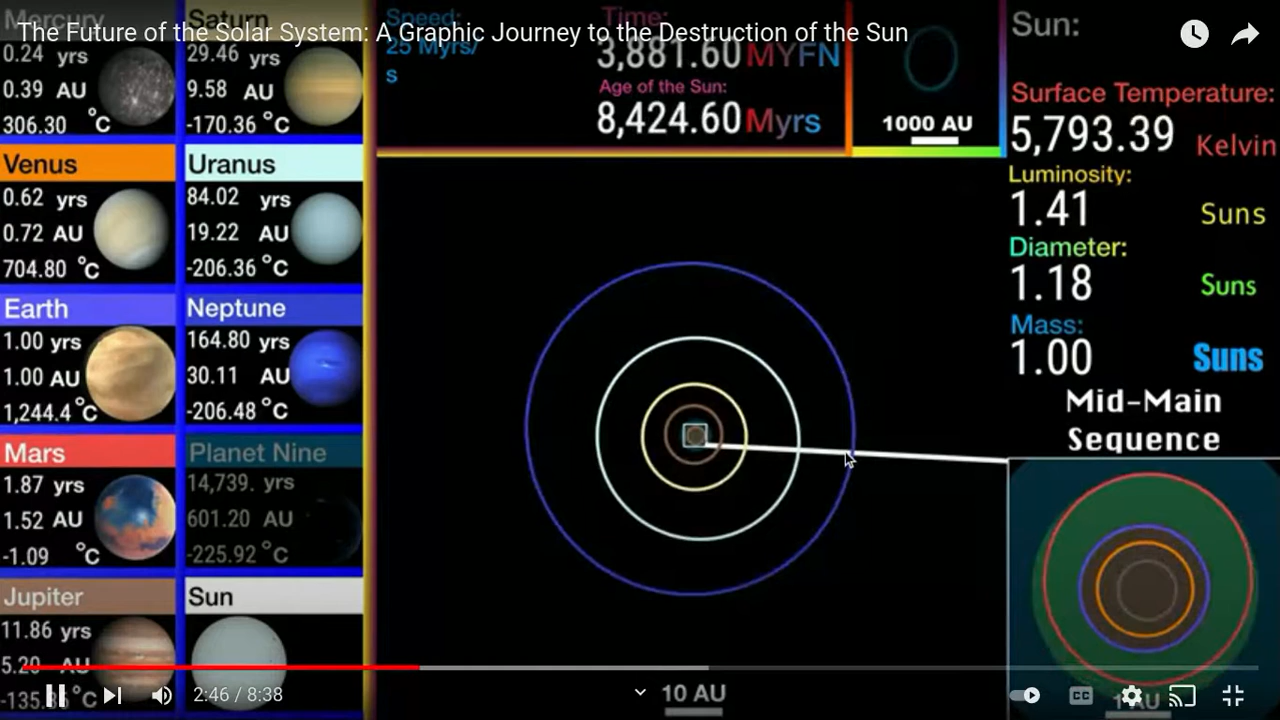 The Future of the Solar System: A Graphic Journey to the Destruction of the Sun
Mercury
0.24 yrs
0.39 AU
306.30 °C
Venus
0.62 yrs
0.72 AU
704.80 °C
Earth
1.00 yrs
1.00 AU
1,244.4 °C
Mars
1.87 yrs
1.52 AU
-1.09 °C
Jupiter
11.86 yrs
5.20 AU
°C
Saturn
29.46 yrs
9.58 AU
-170.36 °C
Uranus
84.02 yrs
19.22 AU
-206.36 °C
Neptune
164.80 yrs
30.11 AU
-206.48 °C
Planet Nine
14,739. yrs
601.20 AU
-225.92 °C
Sun
Speed:
25 Myrs/
s
Time:
3,881.60 MYFN
Age of the Sun:
8,424.60 Myrs
1000 AU
Sun:
Surface Temperature:
5,793.39 Kelvin
Luminosity:
1.41 Suns
Diameter:
1.18 Suns
Mass:
1.00 Suns
Mid-Main
Sequence
1 AU
10 AU
2:46 / 8:38
CC